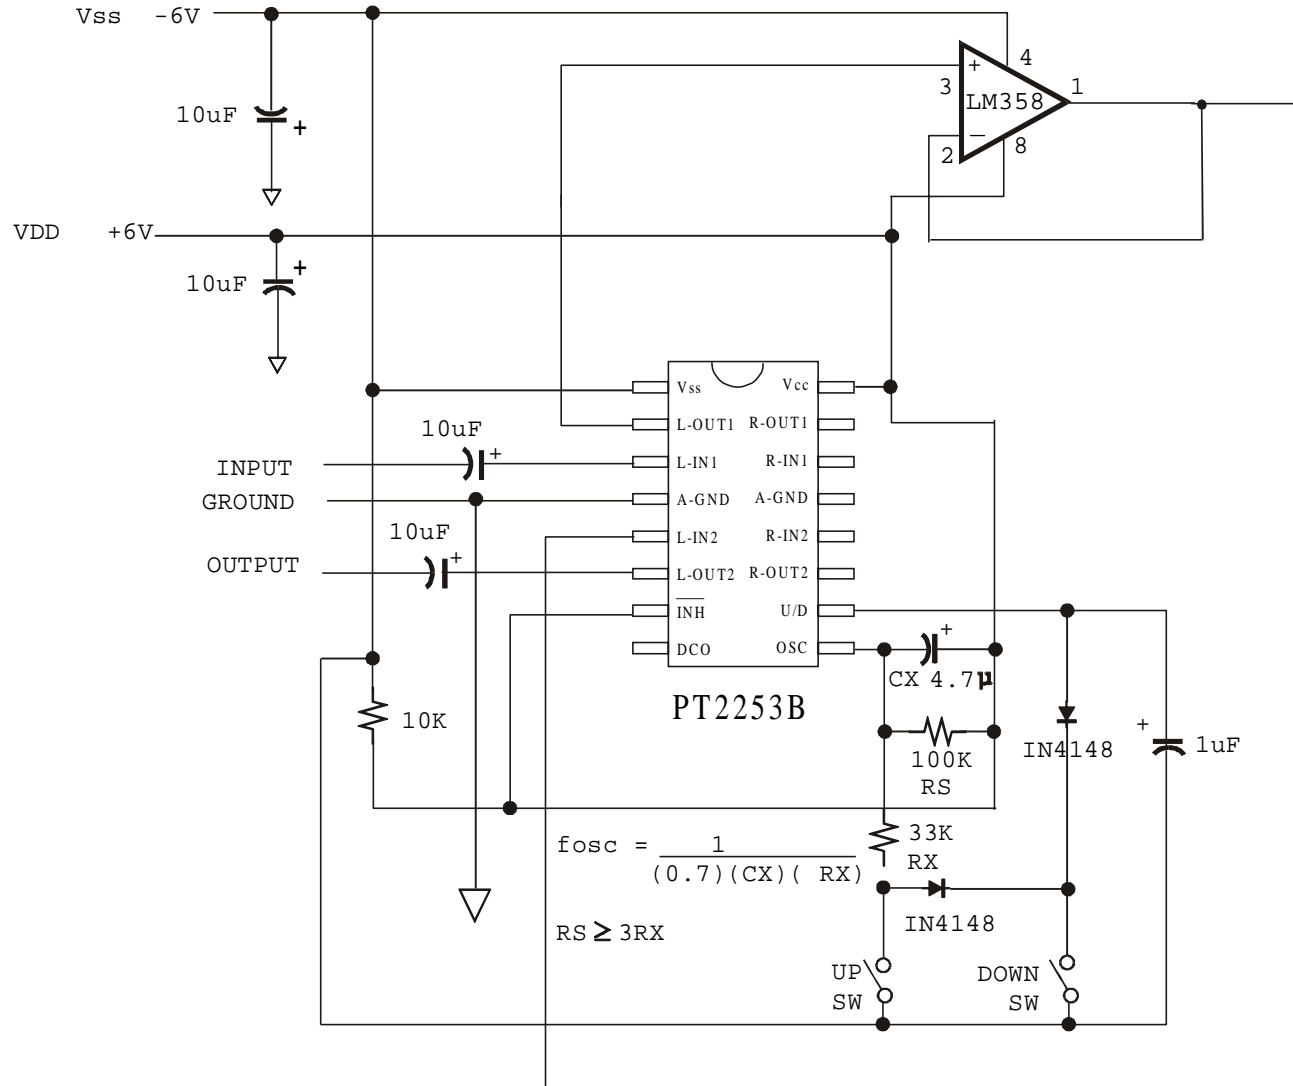 Vss -6V
4
+
3
LM358
1
10uF
+
−
2
8
VDD +6V
+
10uF
Vss Vcc
10uF
L-OUT1 R-OUT1
+
INPUT
L-IN1 R-IN1
GROUND
A-GND A-GND
10uF
+
L-IN2 R-IN2
OUTPUT
L-OUT2 R-OUT2
INH U/D
+
DCO OSC
CX 4.7µ
PT2253B
10K
+
IN4148
1uF
100K
RS
33K
RX
fosc = 1
(0.7)(CX)( RX)
IN4148
RS ≥ 3RX
UP
SW
DOWN
SW